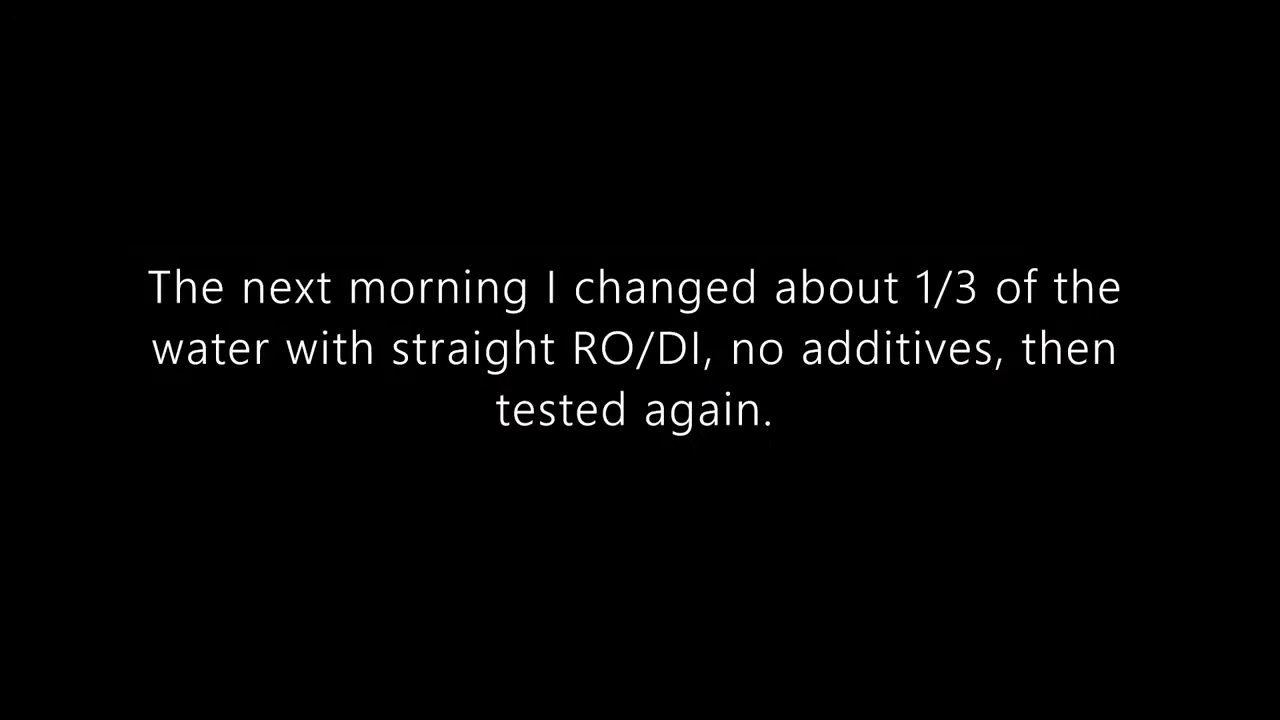 The next morning I changed about 1/3 of the
water with straight RO/DI, no additives, then
tested again.